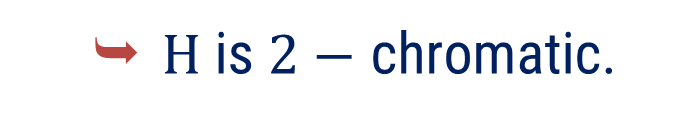 ➥ H is 2 – chromatic.